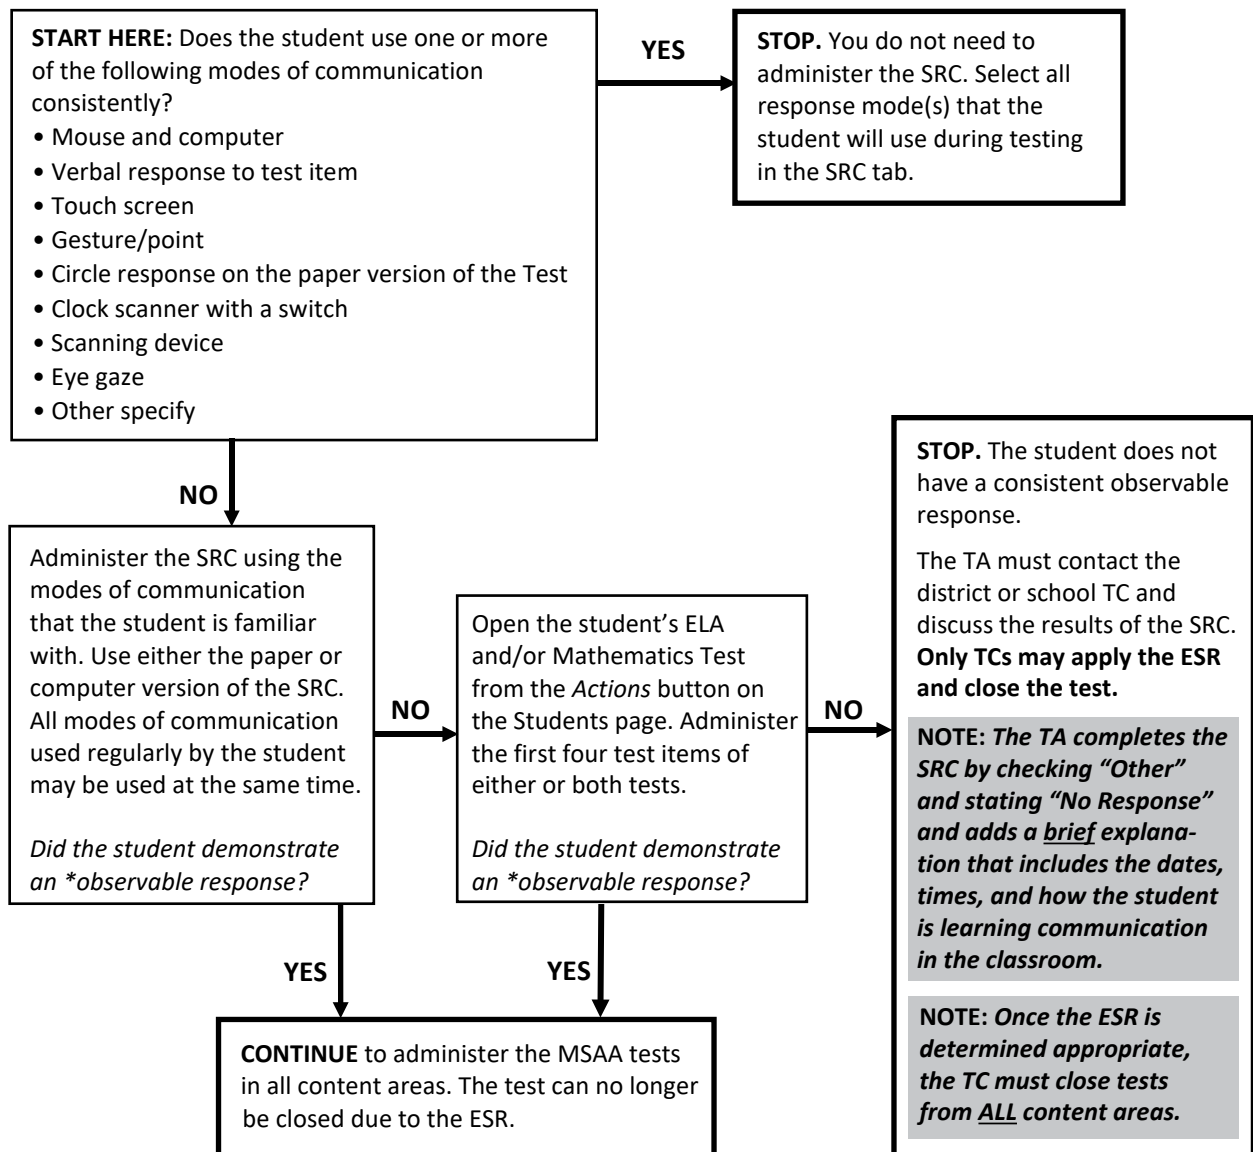 START HERE: Does the student use one or more
of the following modes of communication
consistently?
• Mouse and computer
• Verbal response to test item
• Touch screen
• Gesture/point
• Circle response on the paper version of the Test
• Clock scanner with a switch
• Scanning device
• Eye gaze
• Other specify
YES
STOP. You do not need to
administer the SRC. Select all
response mode(s) that the
student will use during testing
in the SRC tab.
NO
Administer the SRC using the
modes of communication
that the student is familiar
with. Use either the paper or
computer version of the SRC.
All modes of communication
used regularly by the student
may be used at the same time.
Did the student demonstrate
an *observable response?
NO
Open the student’s ELA
and/or Mathematics Test
from the Actions button on
the Students page. Administer
the first four test items of
either or both tests.
Did the student demonstrate
an *observable response?
NO
STOP. The student does not
have a consistent observable
response.
The TA must contact the
district or school TC and
discuss the results of the SRC.
Only TCs may apply the ESR
and close the test.
NOTE: The TA completes the
SRC by checking “Other”
and stating “No Response”
and adds a brief explana-
tion that includes the dates,
times, and how the student
is learning communication
in the classroom.
NOTE: Once the ESR is
determined appropriate,
the TC must close tests
from ALL content areas.
YES
YES
CONTINUE to administer the MSAA tests
in all content areas. The test can no longer
be closed due to the ESR.